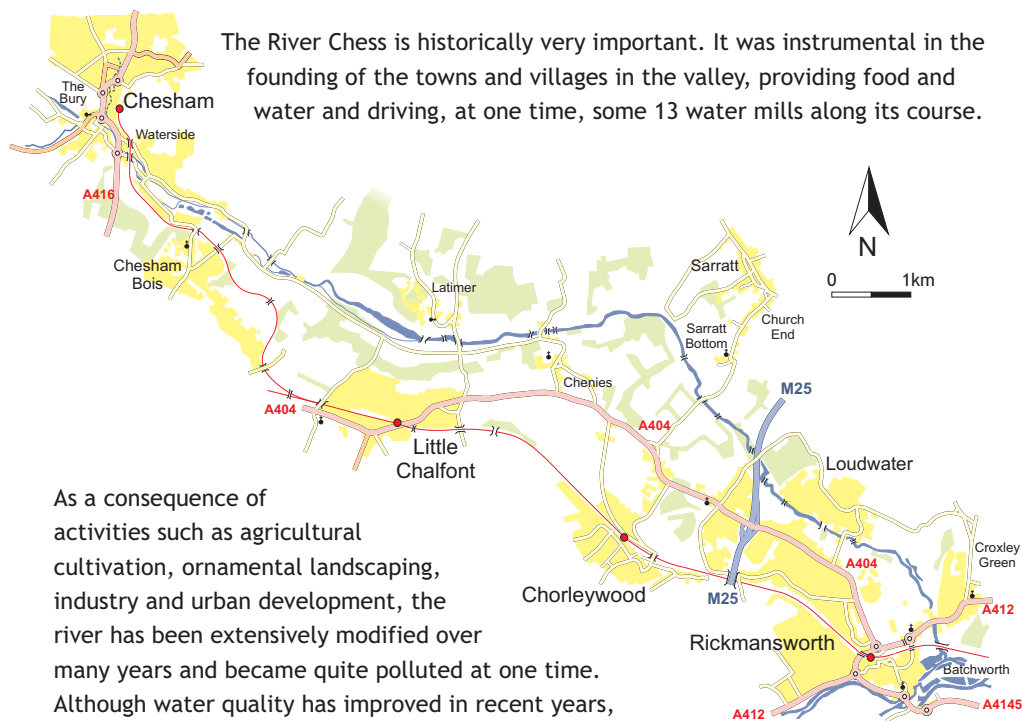 The River Chess is historically very important. It was instrumental in the
founding of the towns and villages in the valley, providing food and
water and driving, at one time, some 13 water mills along its course.
The
Bury
Chesham
Waterside
A416
Chesham
Bois
Latimer
Sarratt
Sarratt
Bottom
Church
End
N
0 1km
Chenies
M25
A404
A404
Little
Chalfont
Loudwater
As a consequence of
activities such as agricultural
cultivation, ornamental landscaping,
industry and urban development, the
river has been extensively modified over
many years and became quite polluted at one time.
Although water quality has improved in recent years,
Chorleywood
M25
A404
Croxley
Green
A412
Rickmansworth
Batchworth
A412
A4145